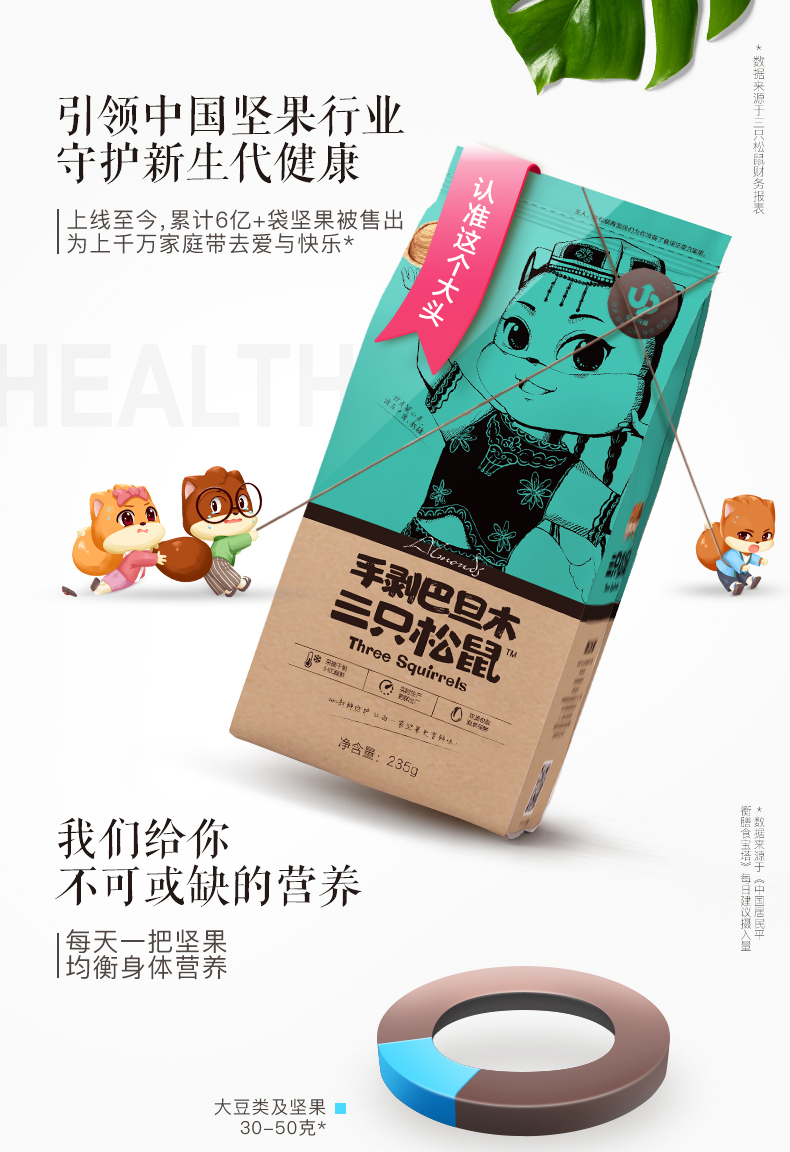 引领中国坚果行业
守护新生代健康
上线至今,累计6亿+袋坚果被售出
为上千万家庭带去爱与快乐*
*数据来源于三只松鼠财务报表
HEALTH
认准这个大头
Almonds
手剥巴旦木
三只松鼠™
Three Squirrels
净含量：235g
我们给你
不可或缺的营养
每天一把坚果
均衡身体营养
*数据来源于《中国居民平
衡膳食宝塔》每日建议摄入量
大豆类及坚果
30-50克*